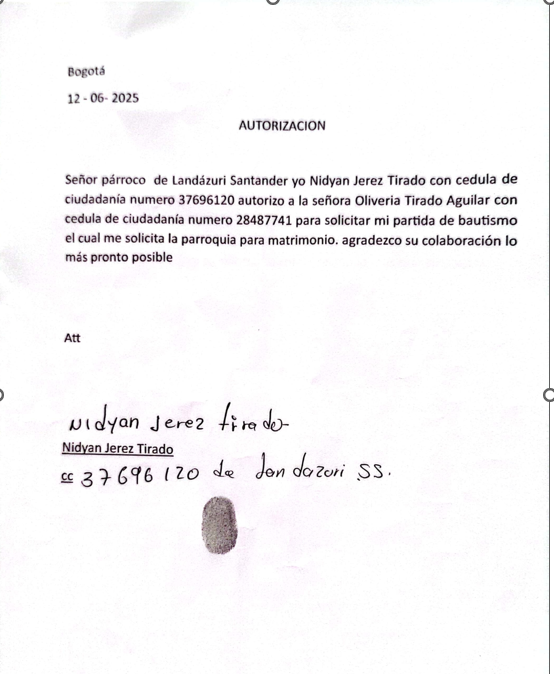 Bogotá
12 - 06- 2025
AUTORIZACION
Señor párroco de Landázuri Santander yo Nidyan Jerez Tirado con cedula de
ciudadanía numero 37696120 autorizo a la señora Oliveria Tirado Aguilar con
cedula de ciudadanía numero 28487741 para solicitar mi partida de bautismo
el cual me solicita la parroquia para matrimonio. agradezco su colaboración lo
más pronto posible
Att
Nidyan Jerez tirado
Nidyan Jerez Tirado
cc 37696120 de Landazuri SS.